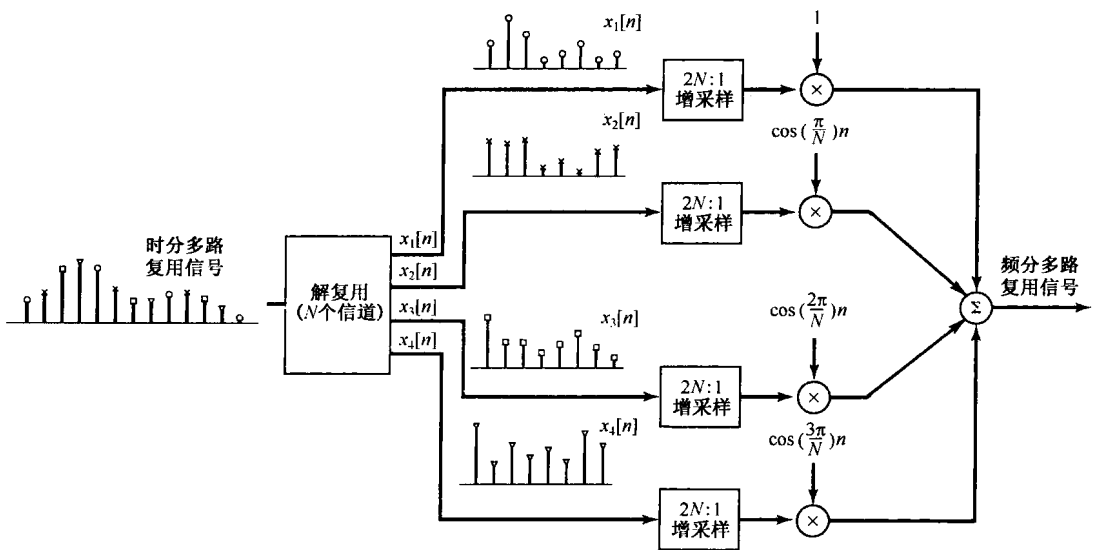 x₁[n]
1
2N:1
增采样
×
x₂[n]
cos(π/N)n
2N:1
增采样
×
时分多路
复用信号
解复用
(N个信道)
x₁[n]
x₂[n]
x₃[n]
x₄[n]
频分多路
复用信号
Σ
x₃[n]
cos(2π/N)n
2N:1
增采样
×
x₄[n]
cos(3π/N)n
2N:1
增采样
×